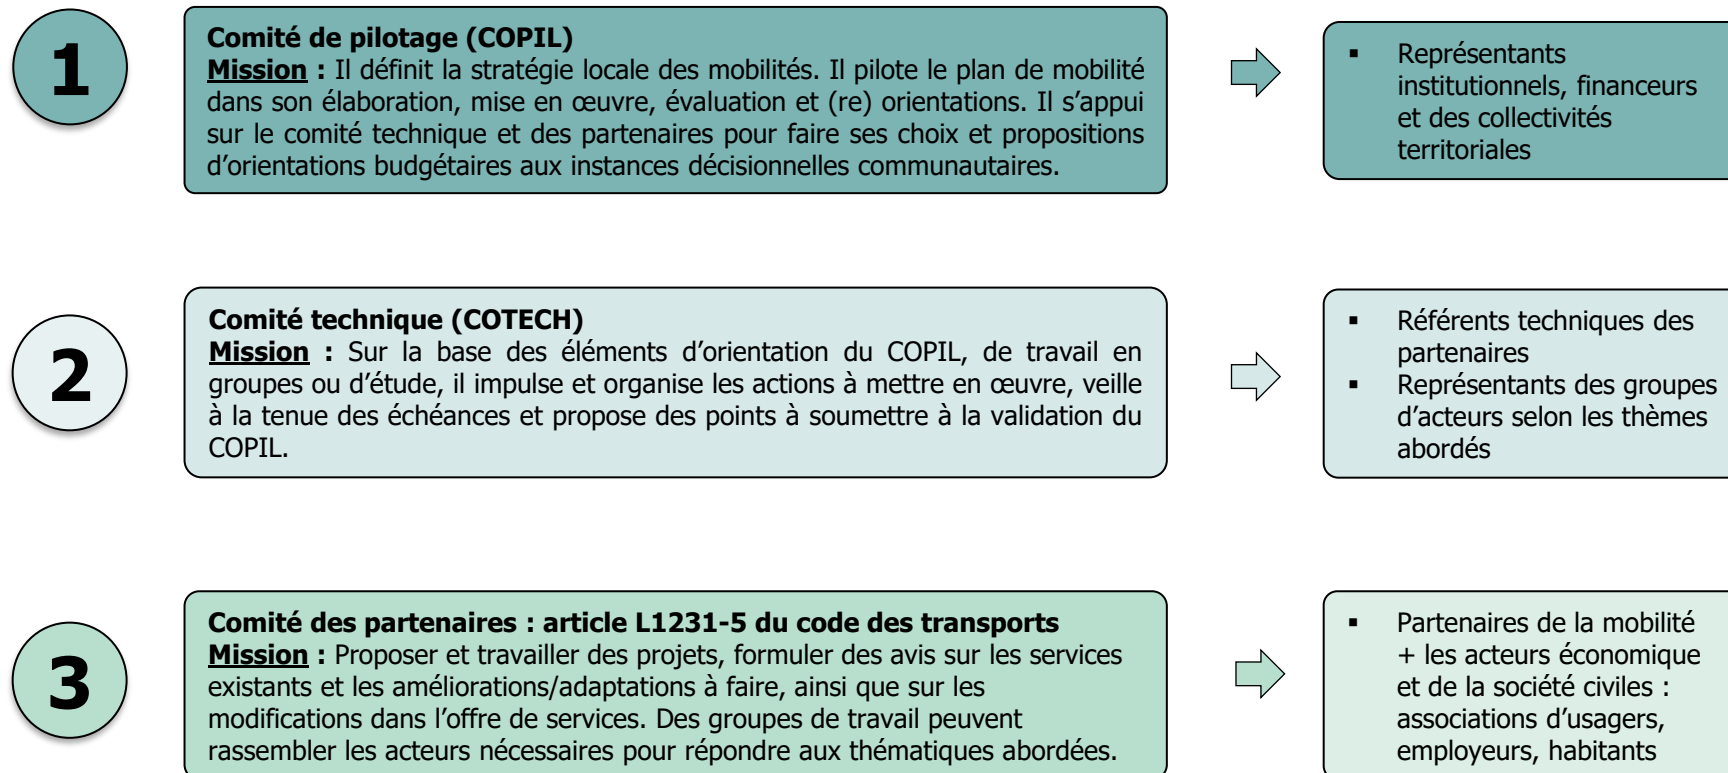 1
Comité de pilotage (COPIL)
Mission : Il définit la stratégie locale des mobilités. Il pilote le plan de mobilité
dans son élaboration, mise en œuvre, évaluation et (re) orientations. Il s’appui
sur le comité technique et des partenaires pour faire ses choix et propositions
d’orientations budgétaires aux instances décisionnelles communautaires.
▪ Représentants
institutionnels, financeurs
et des collectivités
territoriales
2
Comité technique (COTECH)
Mission : Sur la base des éléments d’orientation du COPIL, de travail en
groupes ou d’étude, il impulse et organise les actions à mettre en œuvre, veille
à la tenue des échéances et propose des points à soumettre à la validation du
COPIL.
▪ Référents techniques des
partenaires
▪ Représentants des groupes
d’acteurs selon les thèmes
abordés
3
Comité des partenaires : article L1231-5 du code des transports
Mission : Proposer et travailler des projets, formuler des avis sur les services
existants et les améliorations/adaptations à faire, ainsi que sur les
modifications dans l’offre de services. Des groupes de travail peuvent
rassembler les acteurs nécessaires pour répondre aux thématiques abordées.
▪ Partenaires de la mobilité
+ les acteurs économique
et de la société civiles :
associations d’usagers,
employeurs, habitants